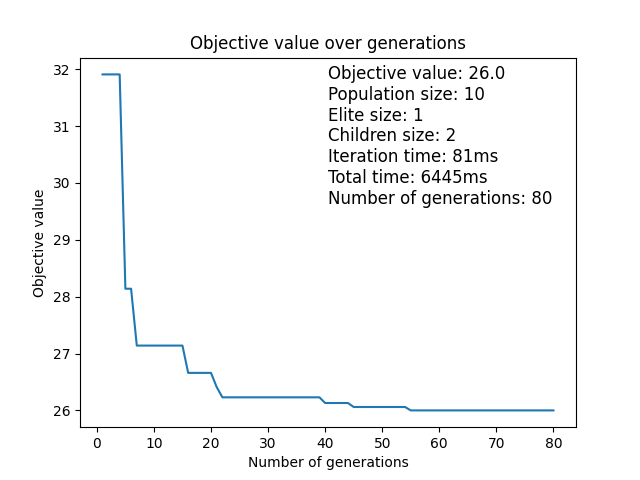 Objective value over generations
Objective value: 26.0
Population size: 10
Elite size: 1
Children size: 2
Iteration time: 81ms
Total time: 6445ms
Number of generations: 80
Objective value
32
31
30
29
28
27
26
0 10 20 30 40 50 60 70 80
Number of generations